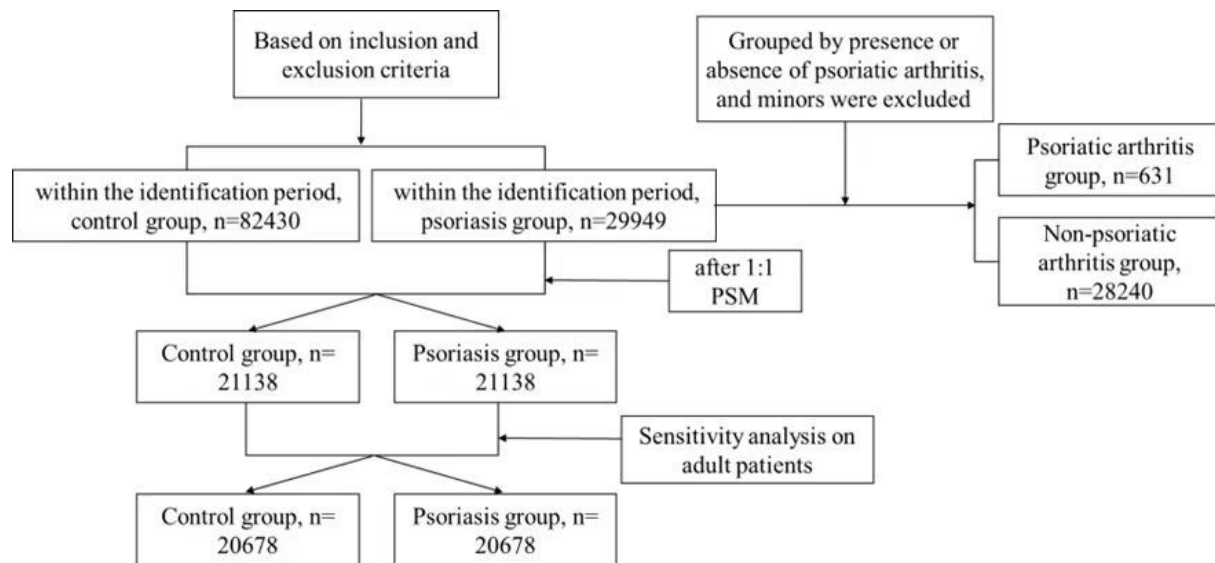 Based on inclusion and
exclusion criteria
Grouped by presence or
absence of psoriatic arthritis,
and minors were excluded
within the identification period,
control group, n=82430
within the identification period,
psoriasis group, n=29949
Psoriatic arthritis
group, n=631
Non-psoriatic
arthritis group,
n=28240
after 1:1
PSM
Control group, n=
21138
Psoriasis group, n=
21138
Sensitivity analysis on
adult patients
Control group, n=
20678
Psoriasis group, n=
20678